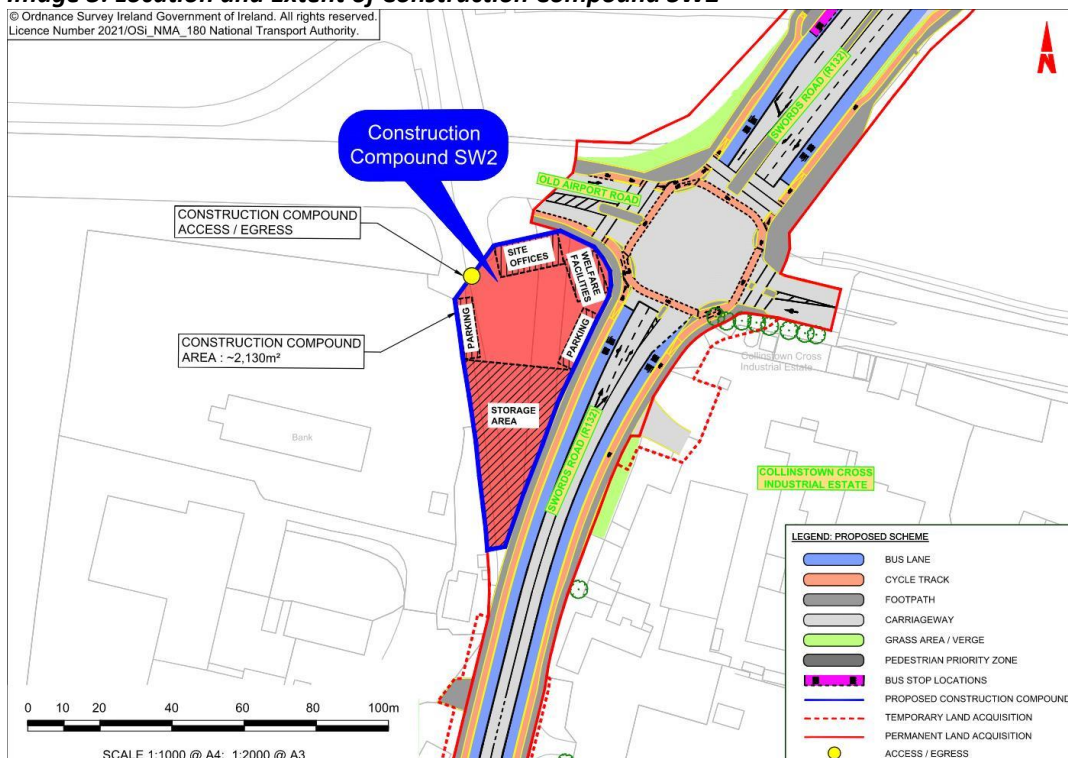 Image 3: Location and Extent of Construction Compound SW2
© Ordnance Survey Ireland Government of Ireland. All rights reserved.
Licence Number 2021/OSi_NMA_180 National Transport Authority.
N
SWORDS ROAD (R132)
Construction
Compound SW2
OLD AIRPORT ROAD
CONSTRUCTION COMPOUND
ACCESS / EGRESS
SITE
OFFICES
WELFARE
FACILITIES
PARKING
PARKING
CONSTRUCTION COMPOUND
AREA : ~2,130m²
Collinstown Cross
Industrial Estate
STORAGE
AREA
Bank
SWORDS ROAD (R132)
COLLINSTOWN CROSS
INDUSTRIAL ESTATE
LEGEND: PROPOSED SCHEME
BUS LANE
CYCLE TRACK
FOOTPATH
CARRIAGEWAY
GRASS AREA / VERGE
PEDESTRIAN PRIORITY ZONE
BUS STOP LOCATIONS
PROPOSED CONSTRUCTION COMPOUND
TEMPORARY LAND ACQUISITION
PERMANENT LAND ACQUISITION
ACCESS / EGRESS
0 10 20 40 60 80 100m
SCALE 1:1000 @ A4; 1:2000 @ A3